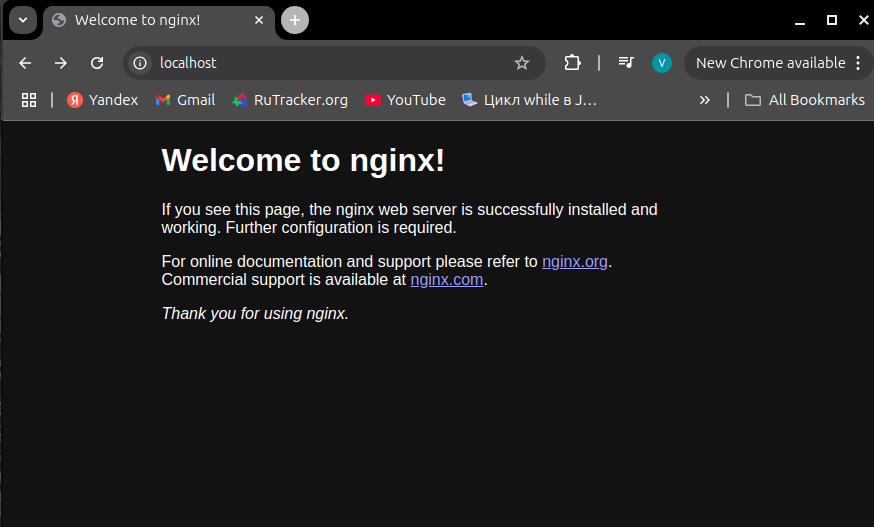 Welcome to nginx!
localhost
V
New Chrome available
Yandex
Gmail
RuTracker.org
YouTube
Цикл while в J...
All Bookmarks
Welcome to nginx!
If you see this page, the nginx web server is successfully installed and
working. Further configuration is required.
For online documentation and support please refer to nginx.org.
Commercial support is available at nginx.com.
Thank you for using nginx.